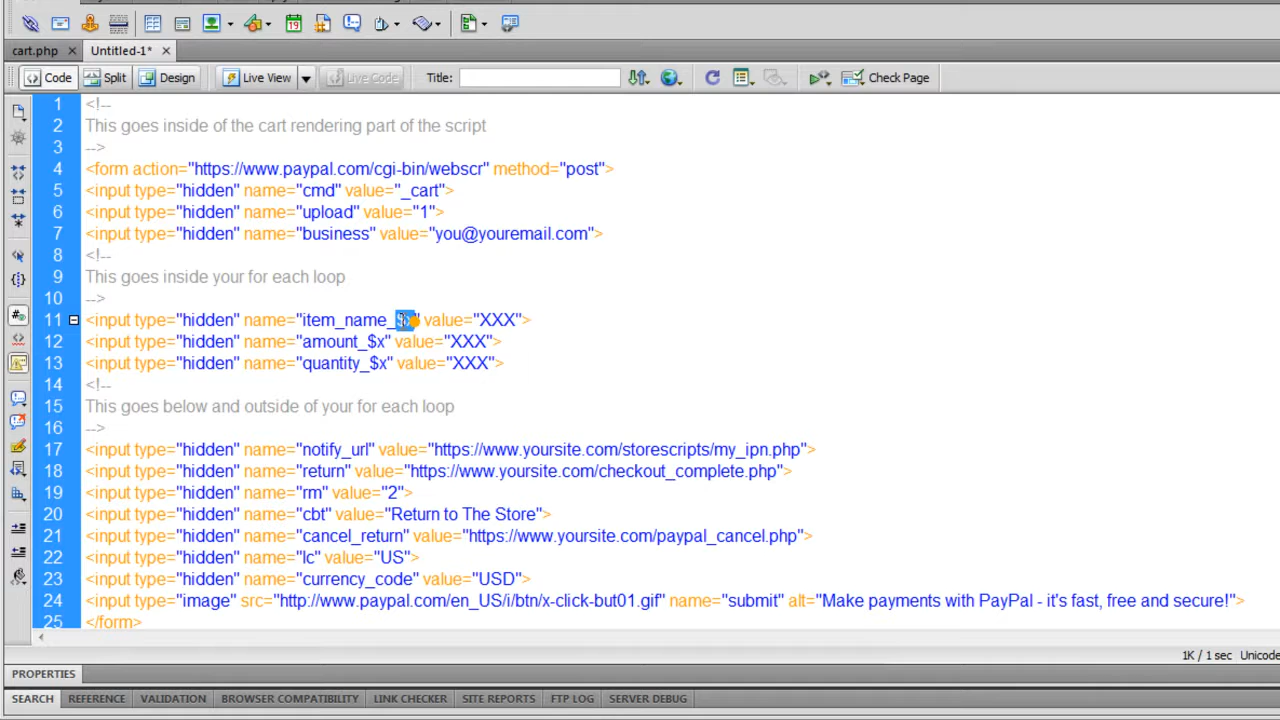 cart.php × Untitled-1* ×
Code Split Design Live View Live Code Title: Check Page
1 <!--
2 This goes inside of the cart rendering part of the script
3 -->
4 <form action="https://www.paypal.com/cgi-bin/webscr" method="post">
5 <input type="hidden" name="cmd" value="_cart">
6 <input type="hidden" name="upload" value="1">
7 <input type="hidden" name="business" value="you@youremail.com">
8 <!--
9 This goes inside your for each loop
10 -->
11 <input type="hidden" name="item_name_$x" value="XXX">
12 <input type="hidden" name="amount_$x" value="XXX">
13 <input type="hidden" name="quantity_$x" value="XXX">
14 <!--
15 This goes below and outside of your for each loop
16 -->
17 <input type="hidden" name="notify_url" value="https://www.yoursite.com/storescripts/my_ipn.php">
18 <input type="hidden" name="return" value="https://www.yoursite.com/checkout_complete.php">
19 <input type="hidden" name="rm" value="2">
20 <input type="hidden" name="cbt" value="Return to The Store">
21 <input type="hidden" name="cancel_return" value="https://www.yoursite.com/paypal_cancel.php">
22 <input type="hidden" name="lc" value="US">
23 <input type="hidden" name="currency_code" value="USD">
24 <input type="image" src="http://www.paypal.com/en_US/i/btn/x-click-but01.gif" name="submit" alt="Make payments with PayPal - it's fast, free and secure!">
25 </form>
1K / 1 sec
PROPERTIES
SEARCH REFERENCE VALIDATION BROWSER COMPATIBILITY LINK CHECKER SITE REPORTS FTP LOG SERVER DEBUG